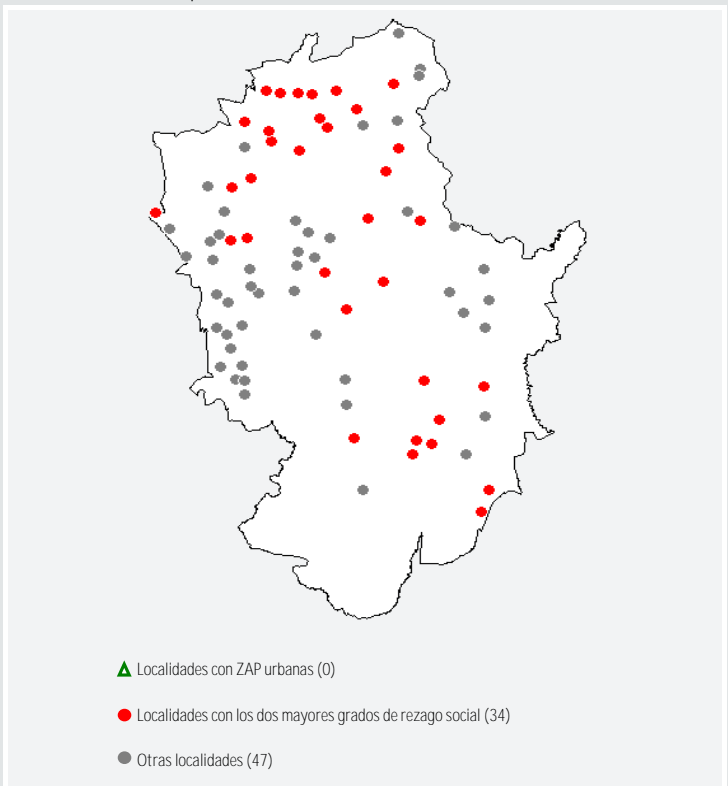 Localidades con ZAP urbanas (0)
Localidades con los dos mayores grados de rezago social (34)
Otras localidades (47)